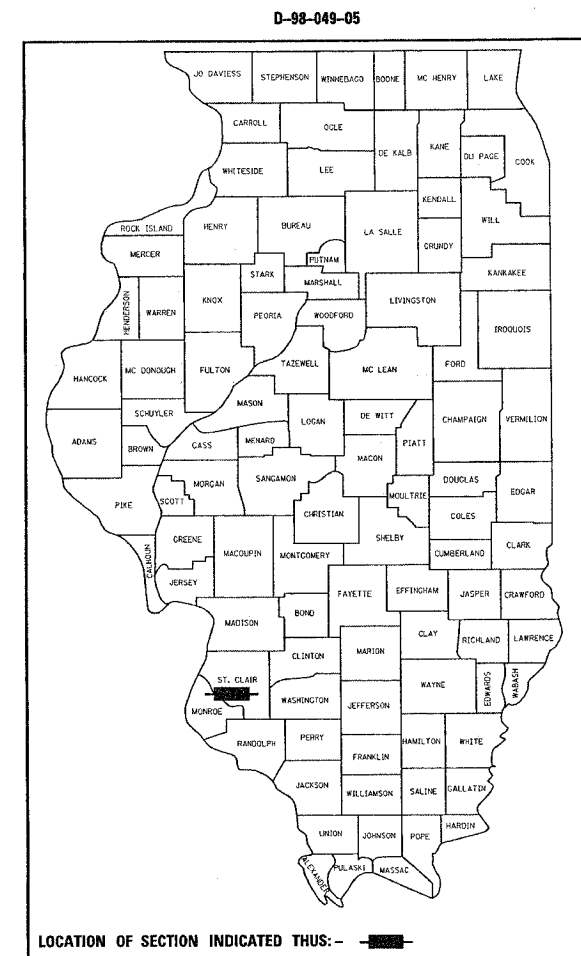 D-98-049-05
JO DAVIESS STEPHENSON WINNEBAGO BOONE MC HENRY LAKE
CARROLL OGLE DE KALB KANE DU PAGE COOK
WHITESIDE LEE KENDALL WILL
ROCK ISLAND HENRY BUREAU LA SALLE GRUNDY
MERCER PUTNAM KANKAKEE
STARK MARSHALL
HENDERSON WARREN KNOX PEORIA WOODFORD LIVINGSTON IROQUOIS
HANCOCK MC DONOUGH FULTON TAZEWELL MC LEAN FORD
SCHUYLER MASON LOGAN DE WITT CHAMPAIGN VERMILION
ADAMS BROWN CASS MENARD MACON PIATT
PIKE SCOTT MORGAN SANGAMON MOULTRIE DOUGLAS EDGAR
CHRISTIAN COLES
CALHOUN GREENE MACOUPIN MONTGOMERY SHELBY CUMBERLAND CLARK
JERSEY FAYETTE EFFINGHAM JASPER CRAWFORD
MADISON BOND CLAY RICHLAND LAWRENCE
CLINTON MARION
ST. CLAIR WAYNE EDWARDS WABASH
MONROE WASHINGTON JEFFERSON
RANDOLPH PERRY HAMILTON WHITE
FRANKLIN
JACKSON WILLIAMSON SALINE GALLATIN
UNION JOHNSON POPE HARDIN
ALEXANDER PULASKI MASSAC
LOCATION OF SECTION INDICATED THUS: -